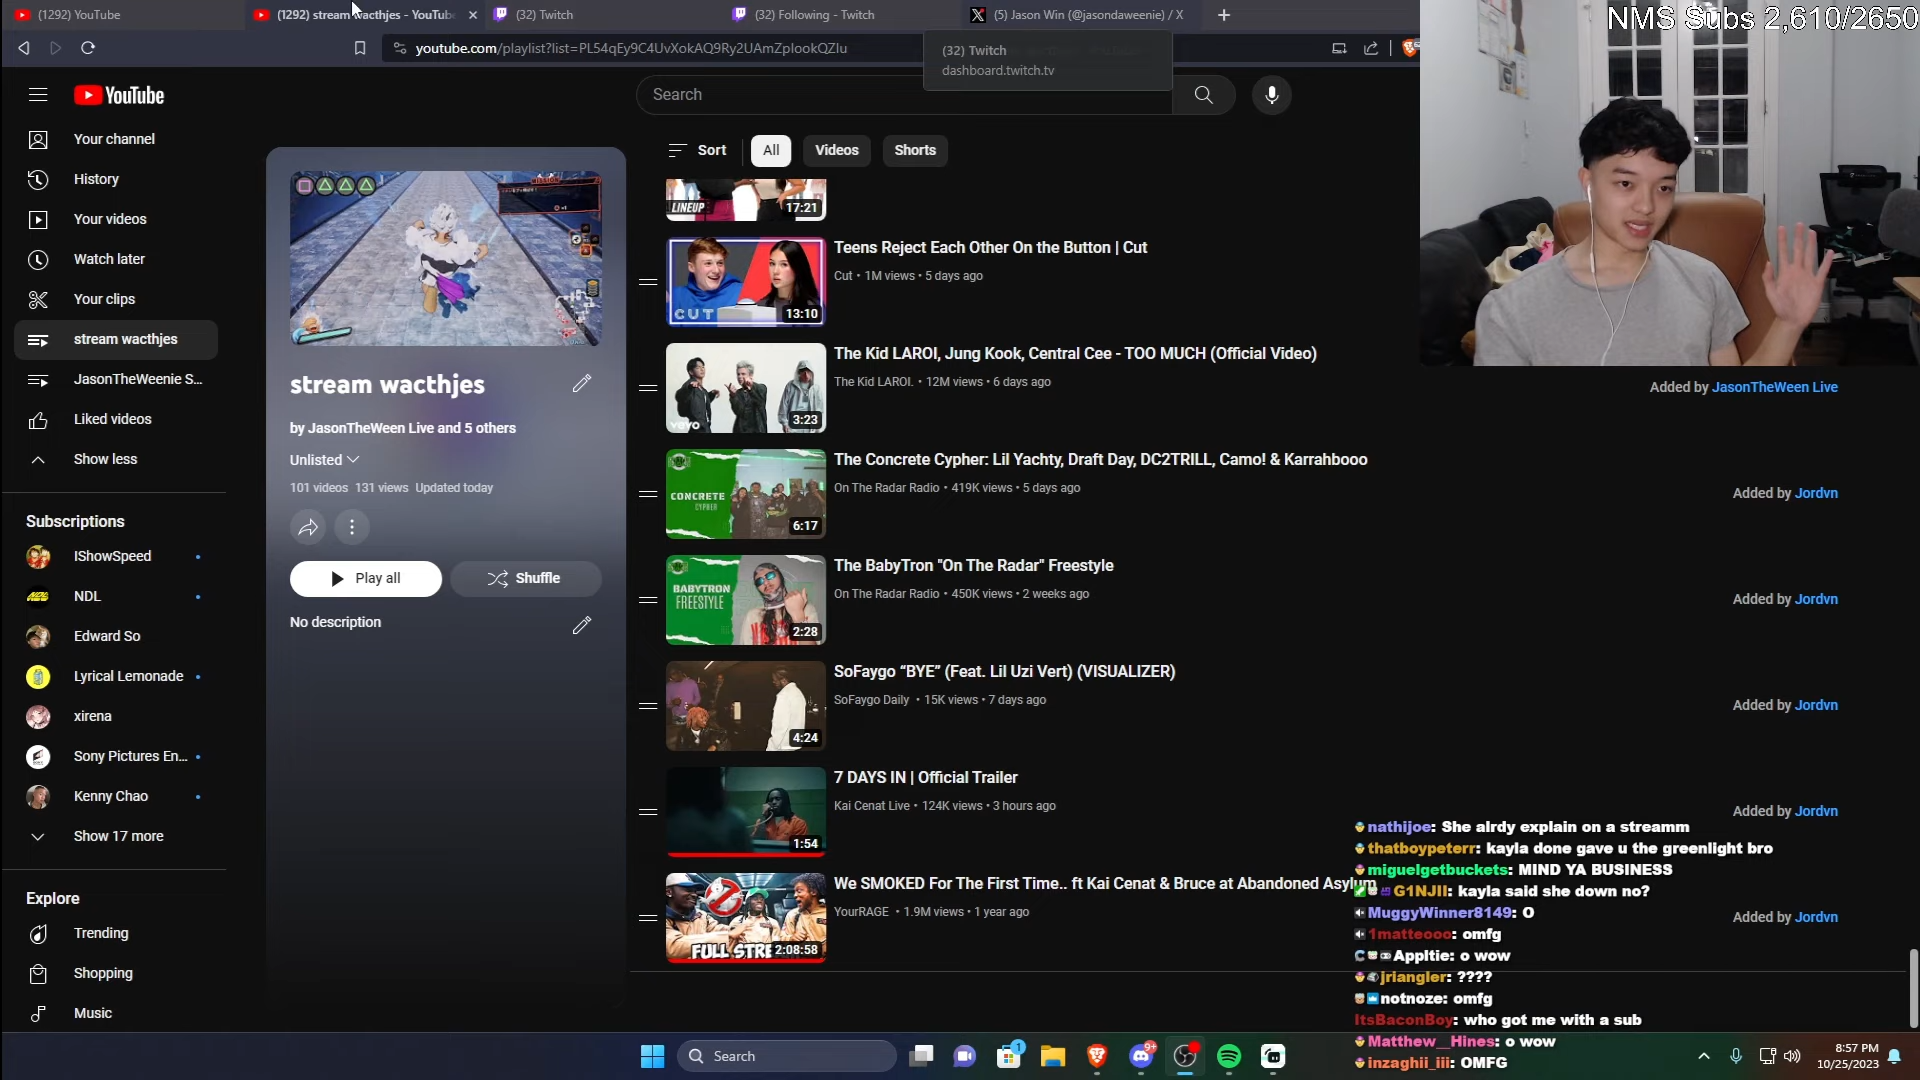 (1292) YouTube
(1292) stream wacthjes - YouTube
(32) Twitch
(32) Following - Twitch
(5) Jason Win (@jasondaweenie) / X
NMS Subs 2,610/2650
youtube.com/playlist?list=PL54qEy9C4UvXokAQ9Ry2UAmZplookQZlu
(32) Twitch
dashboard.twitch.tv
YouTube
Search
Your channel
History
Your videos
Watch later
Your clips
stream wacthjes
JasonTheWeenie S...
Liked videos
Show less
Subscriptions
IShowSpeed
NDL
Edward So
Lyrical Lemonade
xirena
Sony Pictures En...
Kenny Chao
Show 17 more
Explore
Trending
Shopping
Music
stream wacthjes
by JasonTheWeen Live and 5 others
Unlisted
101 videos 131 views Updated today
Play all
Shuffle
No description
Sort
All
Videos
Shorts
LINEUP
17:21
Teens Reject Each Other On the Button | Cut
Cut • 1M views • 5 days ago
CUT
13:10
The Kid LAROI, Jung Kook, Central Cee - TOO MUCH (Official Video)
The Kid LAROI. • 12M views • 6 days ago
vevo
3:23
Added by JasonTheWeen Live
The Concrete Cypher: Lil Yachty, Draft Day, DC2TRILL, Camo! & Karrahbooo
On The Radar Radio • 419K views • 5 days ago
CONCRETE
CYPHER
6:17
Added by Jordvn
The BabyTron "On The Radar" Freestyle
On The Radar Radio • 450K views • 2 weeks ago
BABYTRON
FREESTYLE
2:28
Added by Jordvn
SoFaygo “BYE” (Feat. Lil Uzi Vert) (VISUALIZER)
SoFaygo Daily • 15K views • 7 days ago
4:24
Added by Jordvn
7 DAYS IN | Official Trailer
Kai Cenat Live • 124K views • 3 hours ago
1:54
Added by Jordvn
We SMOKED For The First Time.. ft Kai Cenat & Bruce at Abandoned Asylum
YourRAGE • 1.9M views • 1 year ago
FULL STRE
2:08:58
Added by Jordvn
nathijoe: She alrdy explain on a streamm
thatboypeterr: kayla done gave u the greenlight bro
miguelgetbuckets: MIND YA BUSINESS
G1NJII: kayla said she down no?
MuggyWinner8149: O
1matteooo: omfg
Appltie: o wow
jriangler: ????
notnoze: omfg
ItsBaconBoy: who got me with a sub
Matthew__Hines: o wow
inzaghii_iii: OMFG
Search
1
9+
8:57 PM
10/25/2023